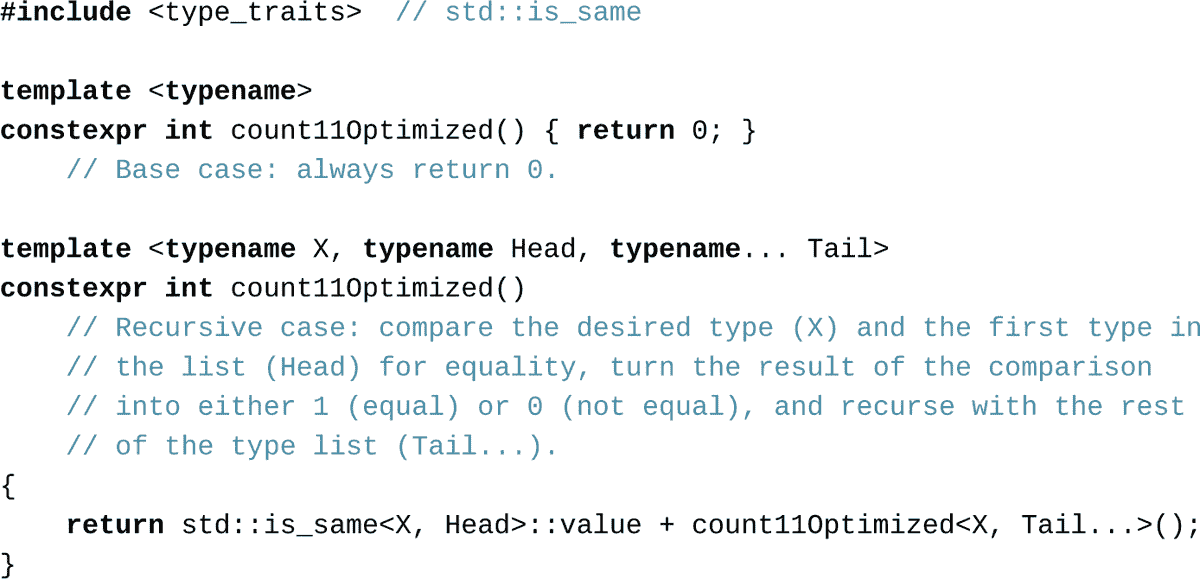 #include <type_traits>  // std::is_same

template <typename>
constexpr int count11Optimized() { return 0; }
    // Base case: always return 0.

template <typename X, typename Head, typename... Tail>
constexpr int count11Optimized()
    // Recursive case: compare the desired type (X) and the first type in
    // the list (Head) for equality, turn the result of the comparison
    // into either 1 (equal) or 0 (not equal), and recurse with the rest
    // of the type list (Tail...).
{
    return std::is_same<X, Head>::value + count11Optimized<X, Tail...>();
}